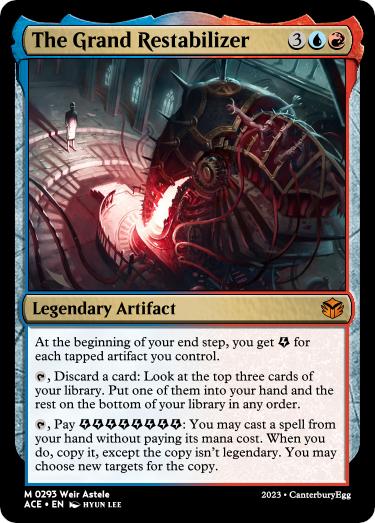 The Grand Restabilizer 3
Legendary Artifact
At the beginning of your end step, you get for
each tapped artifact you control.
, Discard a card: Look at the top three cards of
your library. Put one of them into your hand and the
rest on the bottom of your library in any order.
, Pay : You may cast a spell from
your hand without paying its mana cost. When you
do, copy it, except the copy isn't legendary. You may
choose new targets for the copy.
M 0293 Weir Astele
ACE • EN HYUN LEE
2023 • CanterburyEgg